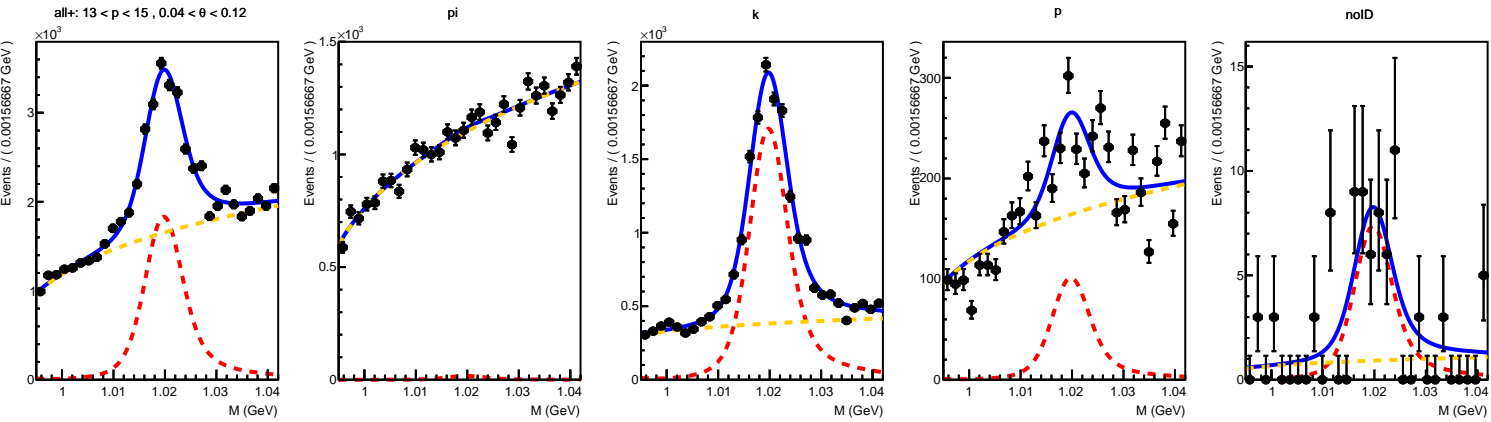 all+: 13 < p < 15 , 0.04 < θ < 0.12
×10³
Events / ( 0.00156667 GeV )
3
2
1
0
1 1.01 1.02 1.03 1.04
M (GeV)
pi
×10³
Events / ( 0.00156667 GeV )
1.5
1
0.5
0
1 1.01 1.02 1.03 1.04
M (GeV)
k
×10³
Events / ( 0.00156667 GeV )
2
1.5
1
0.5
0
1 1.01 1.02 1.03 1.04
M (GeV)
p
Events / ( 0.00156667 GeV )
300
200
100
0
1 1.01 1.02 1.03 1.04
M (GeV)
noID
Events / ( 0.00156667 GeV )
15
10
5
0
1 1.01 1.02 1.03 1.04
M (GeV)